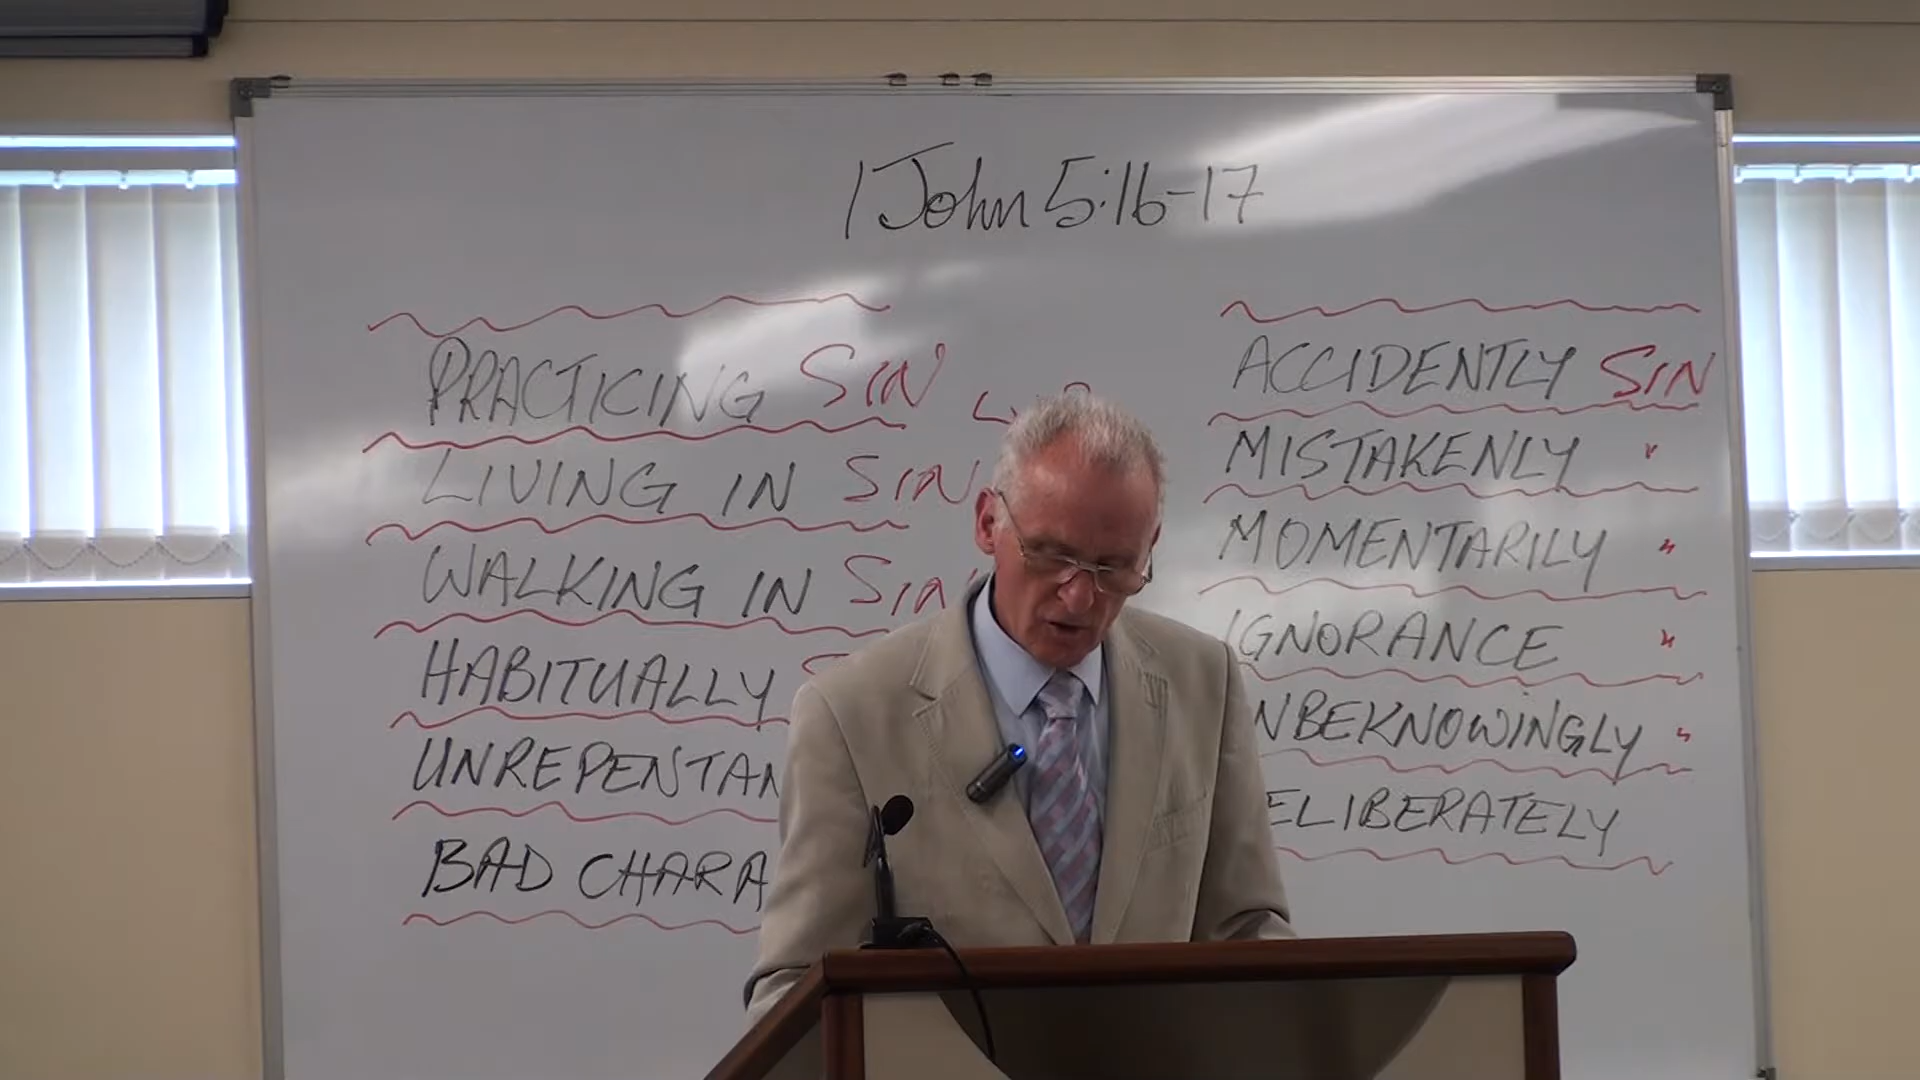 1 John 5:16-17
PRACTICING SIN
LIVING IN SIN
WALKING IN SIN
HABITUALLY
UNREPENTAN
BAD CHARA
ACCIDENTLY SIN
MISTAKENLY "
MOMENTARILY "
IGNORANCE "
NBEKNOWINGLY "
ELIBERATELY